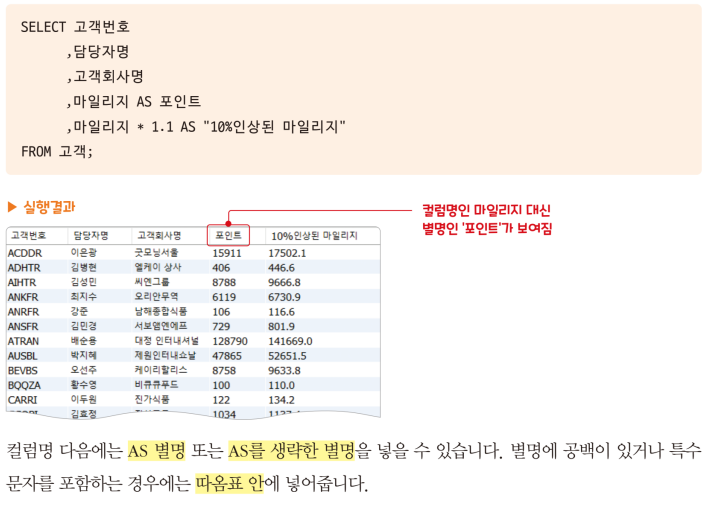 SELECT 고객번호
,담당자명
,고객회사명
,마일리지 AS 포인트
,마일리지 * 1.1 AS "10%인상된 마일리지"
FROM 고객;
▶ 실행결과
컬럼명인 마일리지 대신
별명인 '포인트'가 보여짐
고객번호 담당자명 고객회사명 포인트 10%인상된 마일리지
ACDDR 이은광 굿모닝서울 15911 17502.1
ADHTR 김병현 엘케이 상사 406 446.6
AIHTR 김성민 씨엔그룹 8788 9666.8
ANKFR 최지수 오리안무역 6119 6730.9
ANRFR 강준 남해종합식품 106 116.6
ANSFR 김민경 서보앰엔에프 729 801.9
ATRAN 배순용 대정 인터내셔널 128790 141669.0
AUSBL 박지혜 제원인터내쇼날 47865 52651.5
BEVBS 오선주 케이리할리스 8758 9633.8
BQQZA 황수영 비큐큐푸드 100 110.0
CARRI 이두원 진가식품 122 134.2
김효정 1034
컬럼명 다음에는 AS 별명 또는 AS를 생략한 별명을 넣을 수 있습니다. 별명에 공백이 있거나 특수
문자를 포함하는 경우에는 따옴표 안에 넣어줍니다.